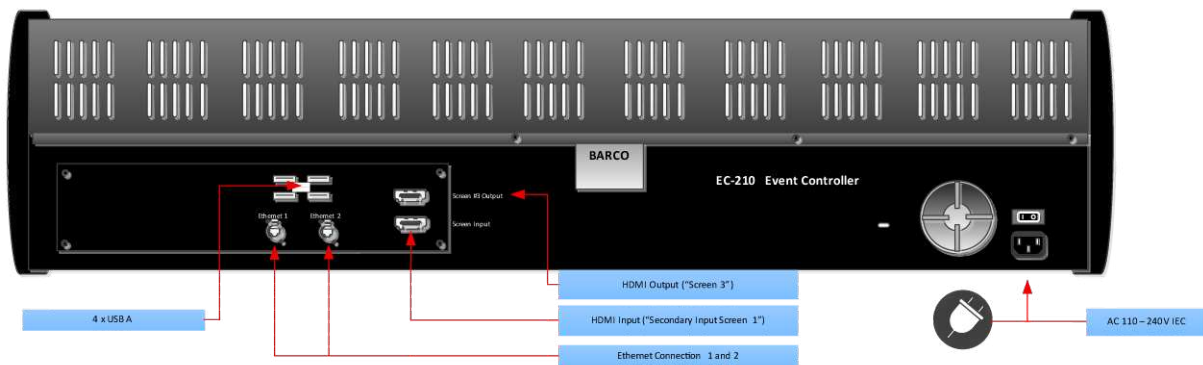 BARCO
EC-210 Event Controller
Screen #3 Output
Ethernet 1
Ethernet 2
Screen Input
HDMI Output (“Screen 3”)
4 x USB A
HDMI Input (“Secondary Input Screen 1”)
AC 110 – 240V IEC
Ethernet Connection 1 and 2